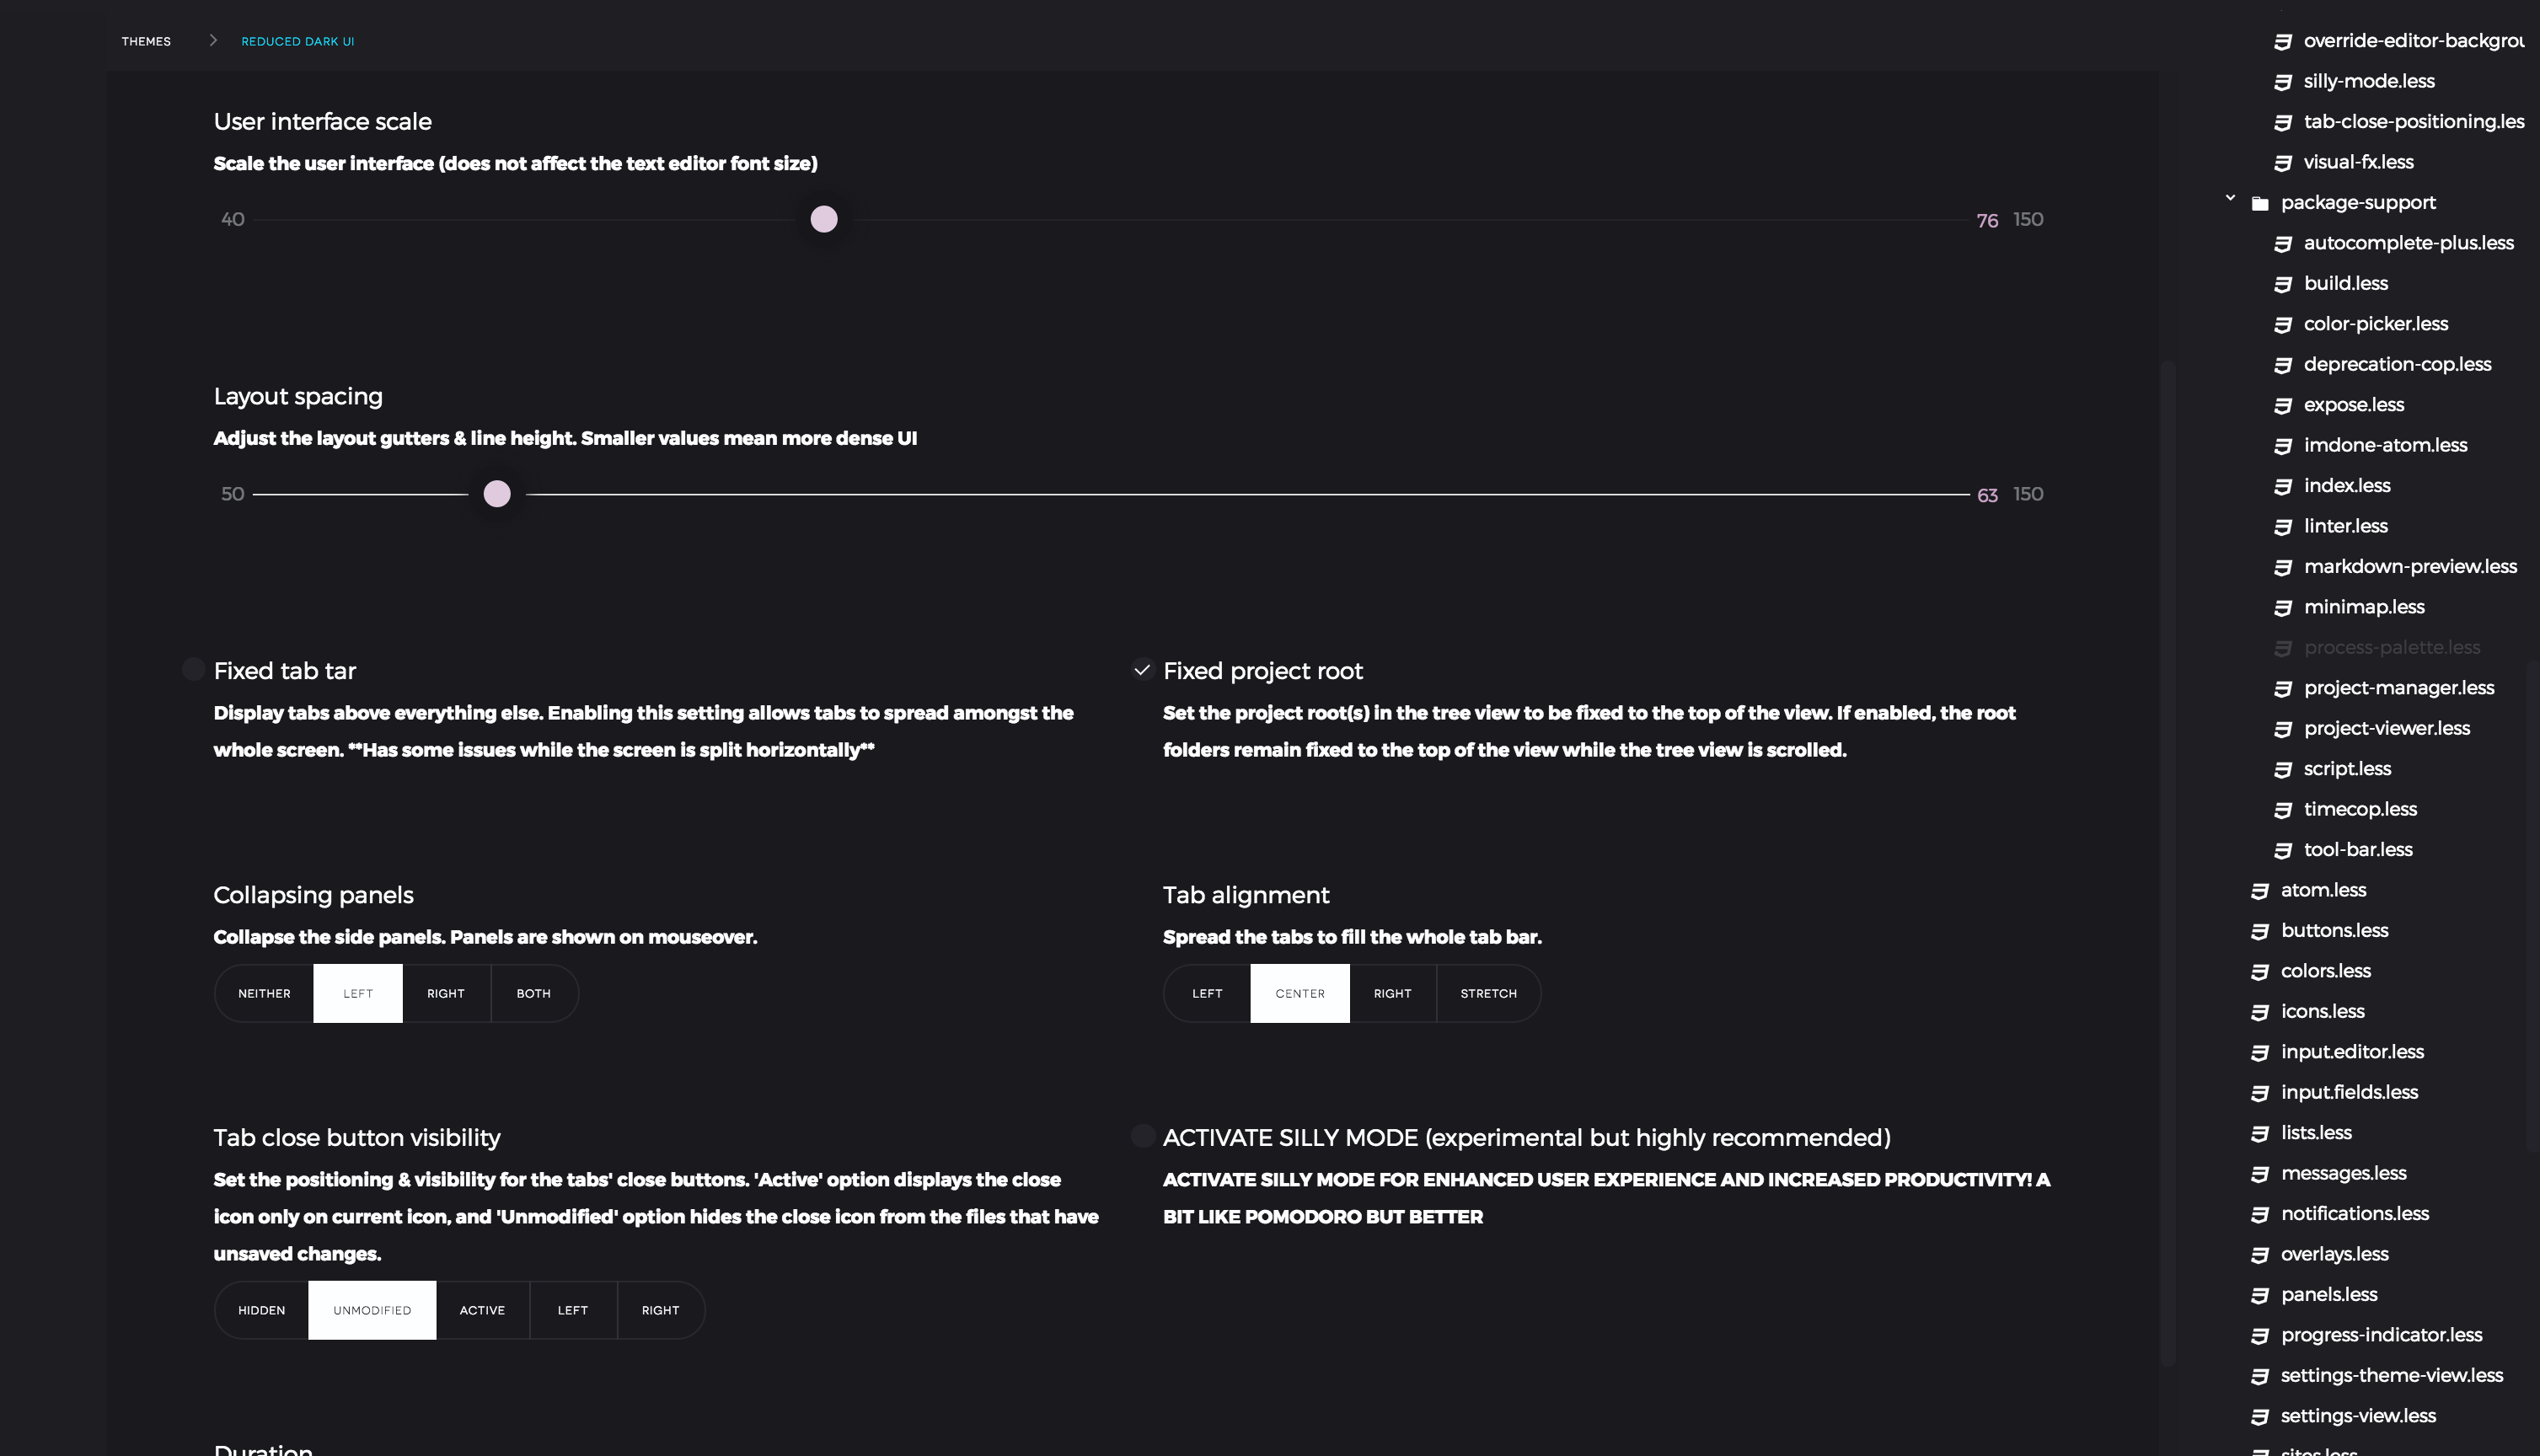 THEMES
REDUCED DARK UI
User interface scale
Scale the user interface (does not affect the text editor font size)
40
76
150
Layout spacing
Adjust the layout gutters & line height. Smaller values mean more dense UI
50
63
150
Fixed tab tar
Display tabs above everything else. Enabling this setting allows tabs to spread amongst the
whole screen. **Has some issues while the screen is split horizontally**
Fixed project root
Set the project root(s) in the tree view to be fixed to the top of the view. If enabled, the root
folders remain fixed to the top of the view while the tree view is scrolled.
Collapsing panels
Collapse the side panels. Panels are shown on mouseover.
NEITHER
LEFT
RIGHT
BOTH
Tab alignment
Spread the tabs to fill the whole tab bar.
LEFT
CENTER
RIGHT
STRETCH
Tab close button visibility
Set the positioning & visibility for the tabs' close buttons. 'Active' option displays the close
icon only on current icon, and 'Unmodified' option hides the close icon from the files that have
unsaved changes.
HIDDEN
UNMODIFIED
ACTIVE
LEFT
RIGHT
ACTIVATE SILLY MODE (experimental but highly recommended)
ACTIVATE SILLY MODE FOR ENHANCED USER EXPERIENCE AND INCREASED PRODUCTIVITY! A
BIT LIKE POMODORO BUT BETTER
Duration
override-editor-backgrou
silly-mode.less
tab-close-positioning.les
visual-fx.less
package-support
autocomplete-plus.less
build.less
color-picker.less
deprecation-cop.less
expose.less
imdone-atom.less
index.less
linter.less
markdown-preview.less
minimap.less
process-palette.less
project-manager.less
project-viewer.less
script.less
timecop.less
tool-bar.less
atom.less
buttons.less
colors.less
icons.less
input.editor.less
input.fields.less
lists.less
messages.less
notifications.less
overlays.less
panels.less
progress-indicator.less
settings-theme-view.less
settings-view.less
sites.less